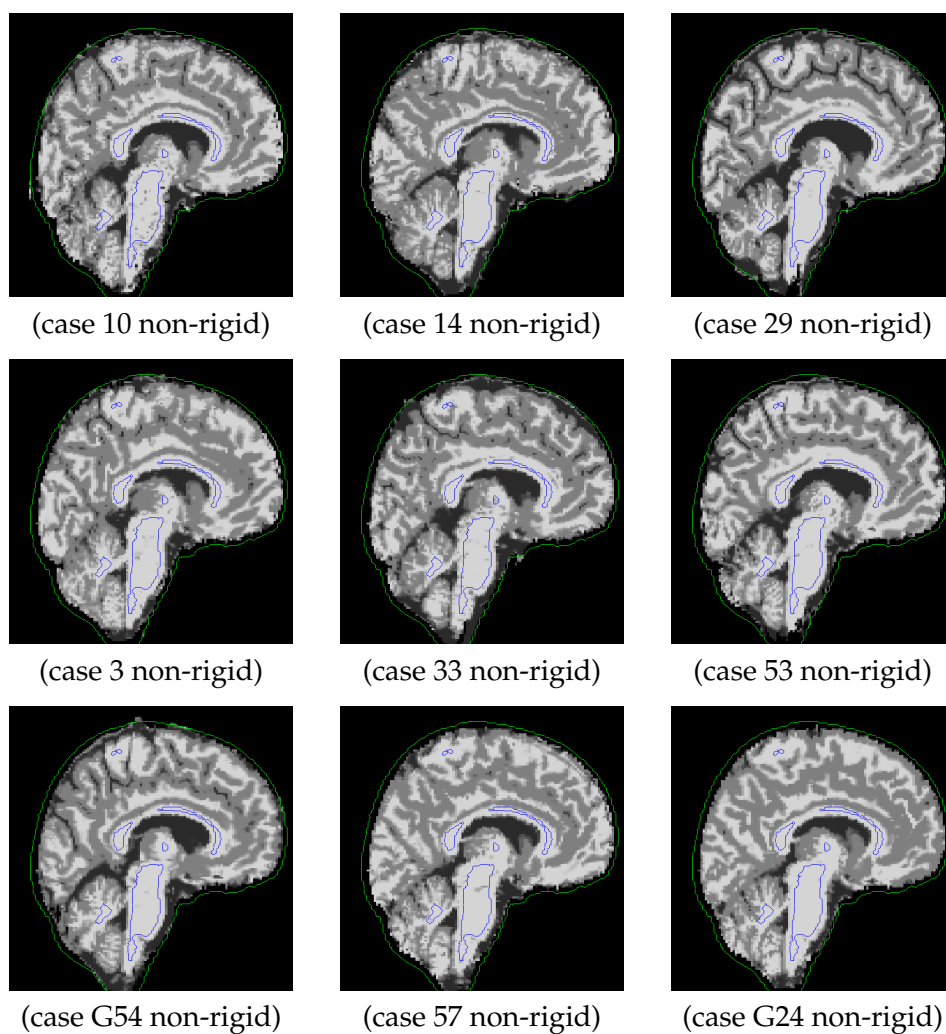 (case 10 non-rigid)
(case 14 non-rigid)
(case 29 non-rigid)
(case 3 non-rigid)
(case 33 non-rigid)
(case 53 non-rigid)
(case G54 non-rigid)
(case 57 non-rigid)
(case G24 non-rigid)